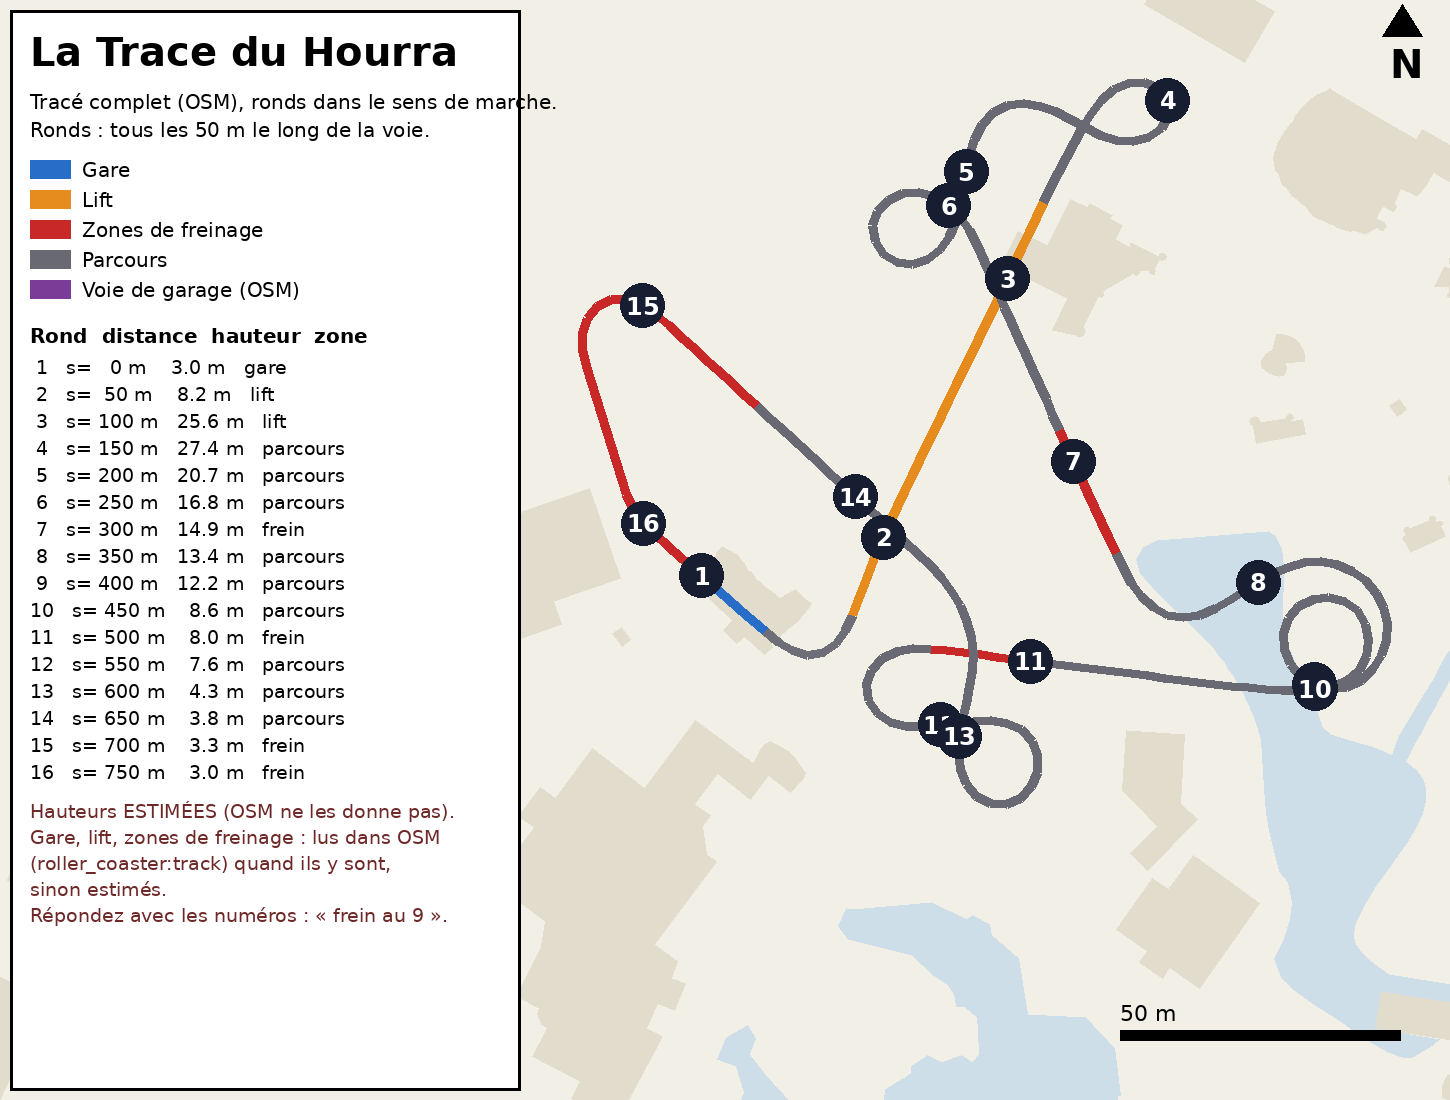 La Trace du Hourra
Tracé complet (OSM), ronds dans le sens de marche.
Ronds : tous les 50 m le long de la voie.
Gare
Lift
Zones de freinage
Parcours
Voie de garage (OSM)
Rond distance hauteur zone
1 s= 0 m 3.0 m gare
2 s= 50 m 8.2 m lift
3 s= 100 m 25.6 m lift
4 s= 150 m 27.4 m parcours
5 s= 200 m 20.7 m parcours
6 s= 250 m 16.8 m parcours
7 s= 300 m 14.9 m frein
8 s= 350 m 13.4 m parcours
9 s= 400 m 12.2 m parcours
10 s= 450 m 8.6 m parcours
11 s= 500 m 8.0 m frein
12 s= 550 m 7.6 m parcours
13 s= 600 m 4.3 m parcours
14 s= 650 m 3.8 m parcours
15 s= 700 m 3.3 m frein
16 s= 750 m 3.0 m frein
Hauteurs ESTIMÉES (OSM ne les donne pas).
Gare, lift, zones de freinage : lus dans OSM
(roller_coaster:track) quand ils y sont,
sinon estimés.
Répondez avec les numéros : « frein au 9 ».
N
4
5
6
3
15
7
14
16
2
1
8
11
10
13
50 m